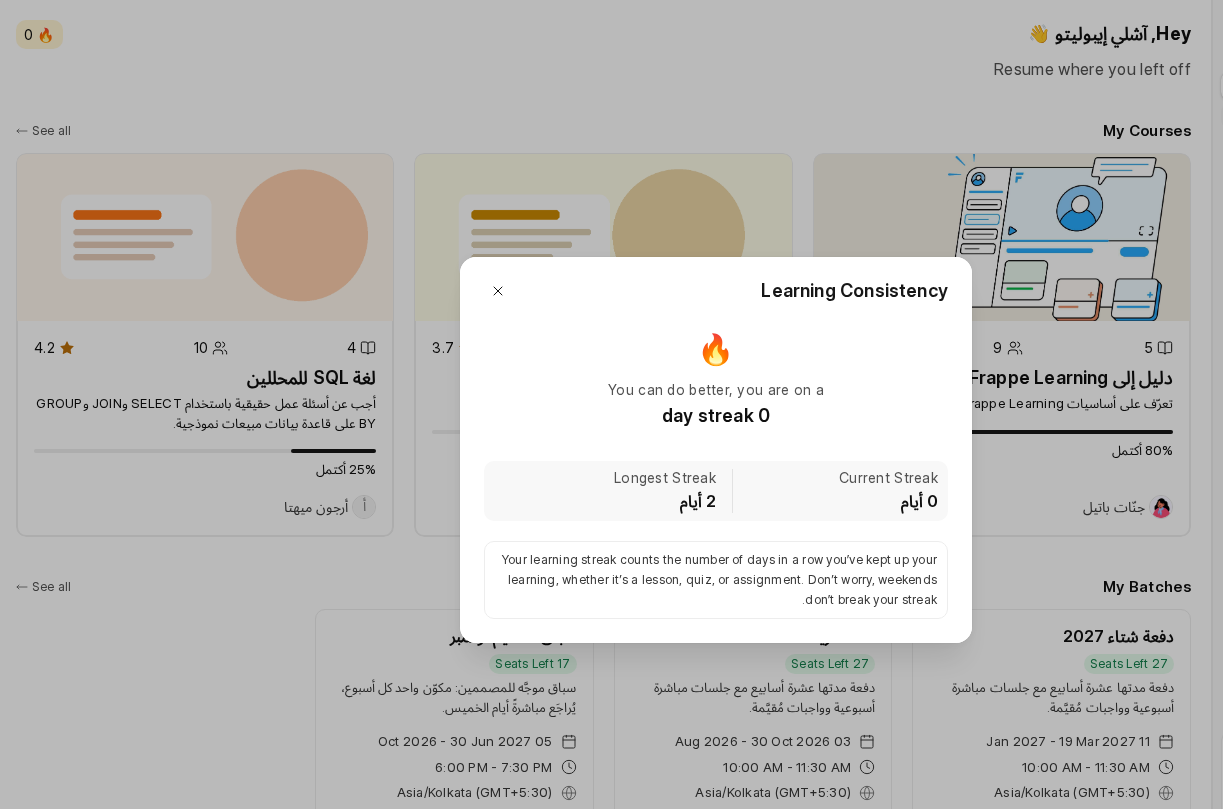 Hey, آشلي إيبوليتو 👋
🔥 0
Resume where you left off
My Courses
See all
5
9
دليل إلى Frappe Learning
تعرّف على أساسيات Frappe Learning
80% أكتمل
جنّات باتيل
3.7
4
10
4.2
لغة SQL للمحللين
أجب عن أسئلة عمل حقيقية باستخدام SELECT وJOIN وGROUP
BY على قاعدة بيانات مبيعات نموذجية.
25% أكتمل
أ
أرجون ميهتا
Learning Consistency
🔥
You can do better, you are on a
day streak 0
Current Streak
0 أيام
Longest Streak
2 أيام
Your learning streak counts the number of days in a row you’ve kept up your
learning, whether it’s a lesson, quiz, or assignment. Don’t worry, weekends
.don’t break your streak
My Batches
See all
دفعة شتاء 2027
Seats Left 27
دفعة مدتها عشرة أسابيع مع جلسات مباشرة
أسبوعية وواجبات مُقيَّمة.
11 Jan 2027 - 19 Mar 2027
10:00 AM - 11:30 AM
Asia/Kolkata (GMT+5:30)
Seats Left 27
دفعة مدتها عشرة أسابيع مع جلسات مباشرة
أسبوعية وواجبات مُقيَّمة.
03 Aug 2026 - 30 Oct 2026
10:00 AM - 11:30 AM
Asia/Kolkata (GMT+5:30)
Seats Left 17
سباق موجَّه للمصممين: مكوّن واحد كل أسبوع،
يُراجَع مباشرةً أيام الخميس.
05 Oct 2026 - 30 Jun 2027
6:00 PM - 7:30 PM
Asia/Kolkata (GMT+5:30)